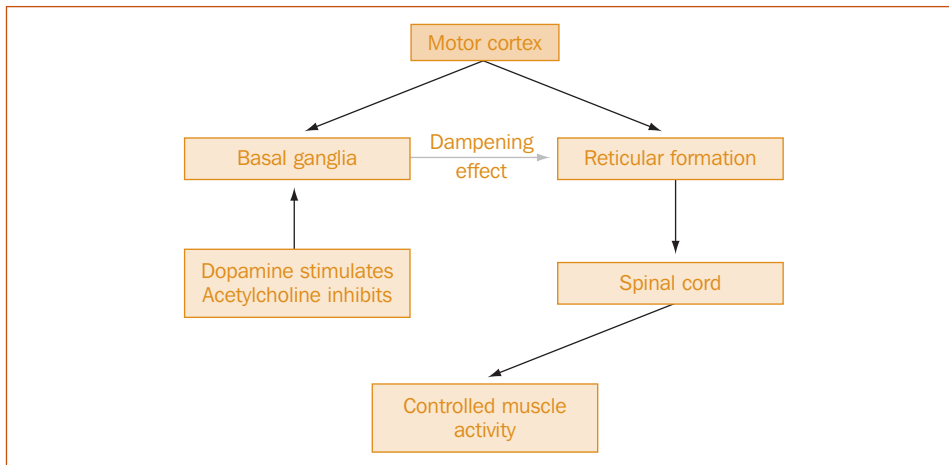 Motor cortex
Basal ganglia
Dampening
effect
Reticular formation
Dopamine stimulates
Acetylcholine inhibits
Spinal cord
Controlled muscle
activity